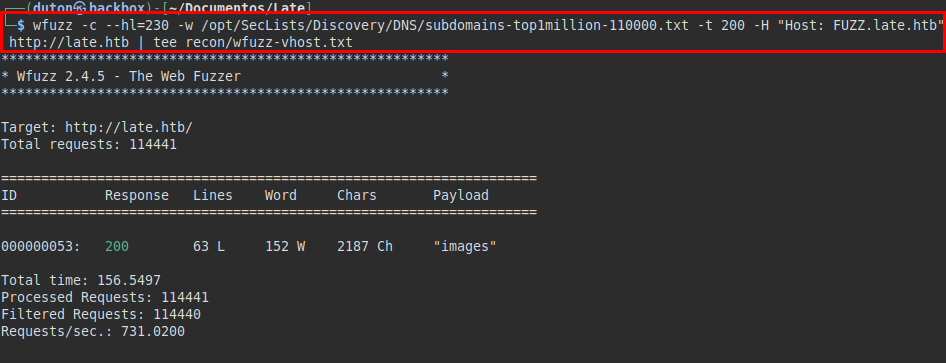 ┌──(duton㉿backbox)-[~/Documentos/Late]
└─$ wfuzz -c --hl=230 -w /opt/SecLists/Discovery/DNS/subdomains-top1million-110000.txt -t 200 -H "Host: FUZZ.late.htb"
http://late.htb | tee recon/wfuzz-vhost.txt
********************************************************
* Wfuzz 2.4.5 - The Web Fuzzer                         *
********************************************************

Target: http://late.htb/
Total requests: 114441

===================================================================
ID           Response   Lines    Word     Chars       Payload
===================================================================

000000053:   200        63 L     152 W    2187 Ch     "images"

Total time: 156.5497
Processed Requests: 114441
Filtered Requests: 114440
Requests/sec.: 731.0200